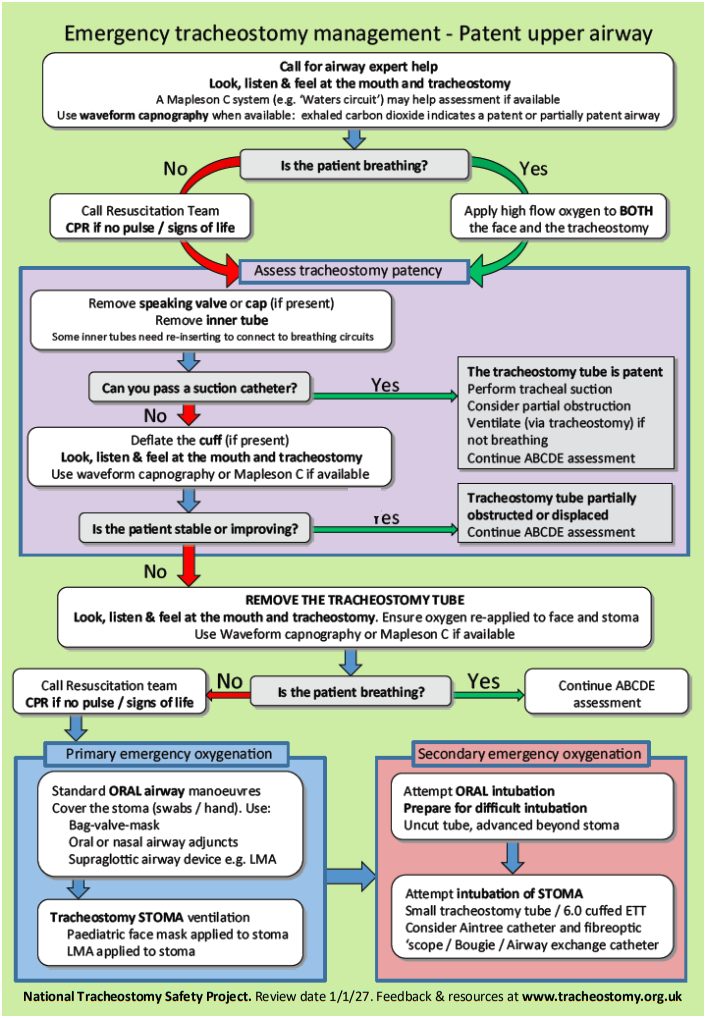 Emergency tracheostomy management - Patent upper airway
Call for airway expert help
Look, listen & feel at the mouth and tracheostomy
A Mapleson C system (e.g. ‘Waters circuit’) may help assessment if available
Use waveform capnography when available: exhaled carbon dioxide indicates a patent or partially patent airway
No
Is the patient breathing?
Yes
Call Resuscitation Team
CPR if no pulse / signs of life
Apply high flow oxygen to BOTH
the face and the tracheostomy
Assess tracheostomy patency
Remove speaking valve or cap (if present)
Remove inner tube
Some inner tubes need re-inserting to connect to breathing circuits
Can you pass a suction catheter?
Yes
The tracheostomy tube is patent
Perform tracheal suction
Consider partial obstruction
Ventilate (via tracheostomy) if
not breathing
Continue ABCDE assessment
No
Deflate the cuff (if present)
Look, listen & feel at the mouth and tracheostomy
Use waveform capnography or Mapleson C if available
Is the patient stable or improving?
Yes
Tracheostomy tube partially
obstructed or displaced
Continue ABCDE assessment
No
REMOVE THE TRACHEOSTOMY TUBE
Look, listen & feel at the mouth and tracheostomy. Ensure oxygen re-applied to face and stoma
Use Waveform capnography or Mapleson C if available
Call Resuscitation team
CPR if no pulse / signs of life
No
Is the patient breathing?
Yes
Continue ABCDE
assessment
Primary emergency oxygenation
Standard ORAL airway manoeuvres
Cover the stoma (swabs / hand). Use:
Bag-valve-mask
Oral or nasal airway adjuncts
Supraglottic airway device e.g. LMA
Tracheostomy STOMA ventilation
Paediatric face mask applied to stoma
LMA applied to stoma
Secondary emergency oxygenation
Attempt ORAL intubation
Prepare for difficult intubation
Uncut tube, advanced beyond stoma
Attempt intubation of STOMA
Small tracheostomy tube / 6.0 cuffed ETT
Consider Aintree catheter and fibreoptic
‘scope / Bougie / Airway exchange catheter
National Tracheostomy Safety Project. Review date 1/1/27. Feedback & resources at www.tracheostomy.org.uk